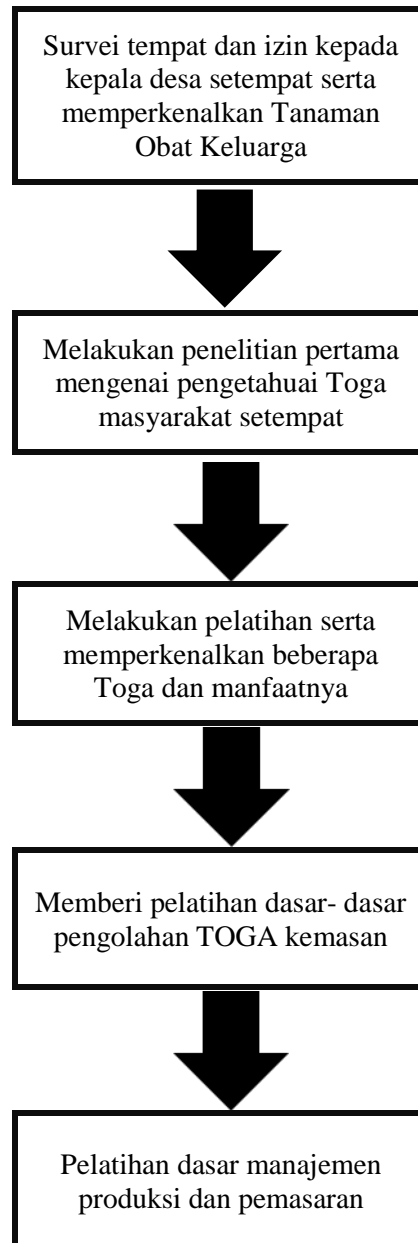 Survei tempat dan izin kepada
kepala desa setempat serta
memperkenalkan Tanaman
Obat Keluarga
Melakukan penelitian pertama
mengenai pengetahuai Toga
masyarakat setempat
Melakukan pelatihan serta
memperkenalkan beberapa
Toga dan manfaatnya
Memberi pelatihan dasar- dasar
pengolahan TOGA kemasan
Pelatihan dasar manajemen
produksi dan pemasaran